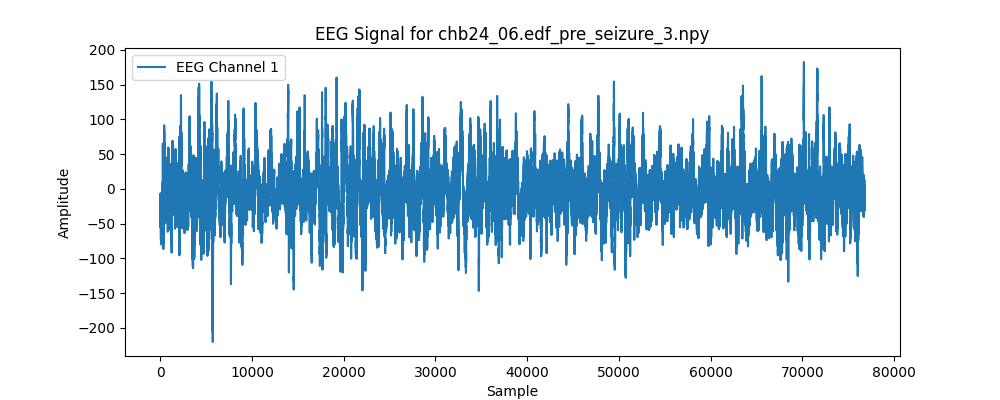 EEG Signal for chb24_06.edf_pre_seizure_3.npy
EEG Channel 1
200
150
100
50
0
−50
−100
−150
−200
Amplitude
0 10000 20000 30000 40000 50000 60000 70000 80000
Sample